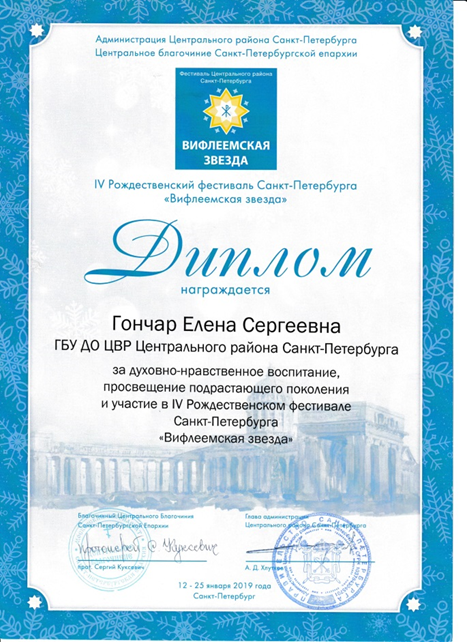 Администрация Центрального района Санкт-Петербурга
Центральное благочиние Санкт-Петербургской епархии
Фестиваль Центрального района
Санкт-Петербурга
ВИФЛЕЕМСКАЯ
ЗВЕЗДА
IV Рождественский фестиваль Санкт-Петербурга
«Вифлеемская звезда»
Диплом
награждается
Гончар Елена Сергеевна
ГБУ ДО ЦВР Центрального района Санкт-Петербурга
за духовно-нравственное воспитание,
просвещение подрастающего поколения
и участие в IV Рождественском фестивале
Санкт-Петербурга
«Вифлеемская звезда»
Благочинный Центрального Благочиния
Санкт-Петербургской Епархии
прот. Сергий Куксевич
Глава администрации
Центрального района Санкт-Петербурга
А. Д.
12 - 25 января 2019 года
Санкт-Петербург